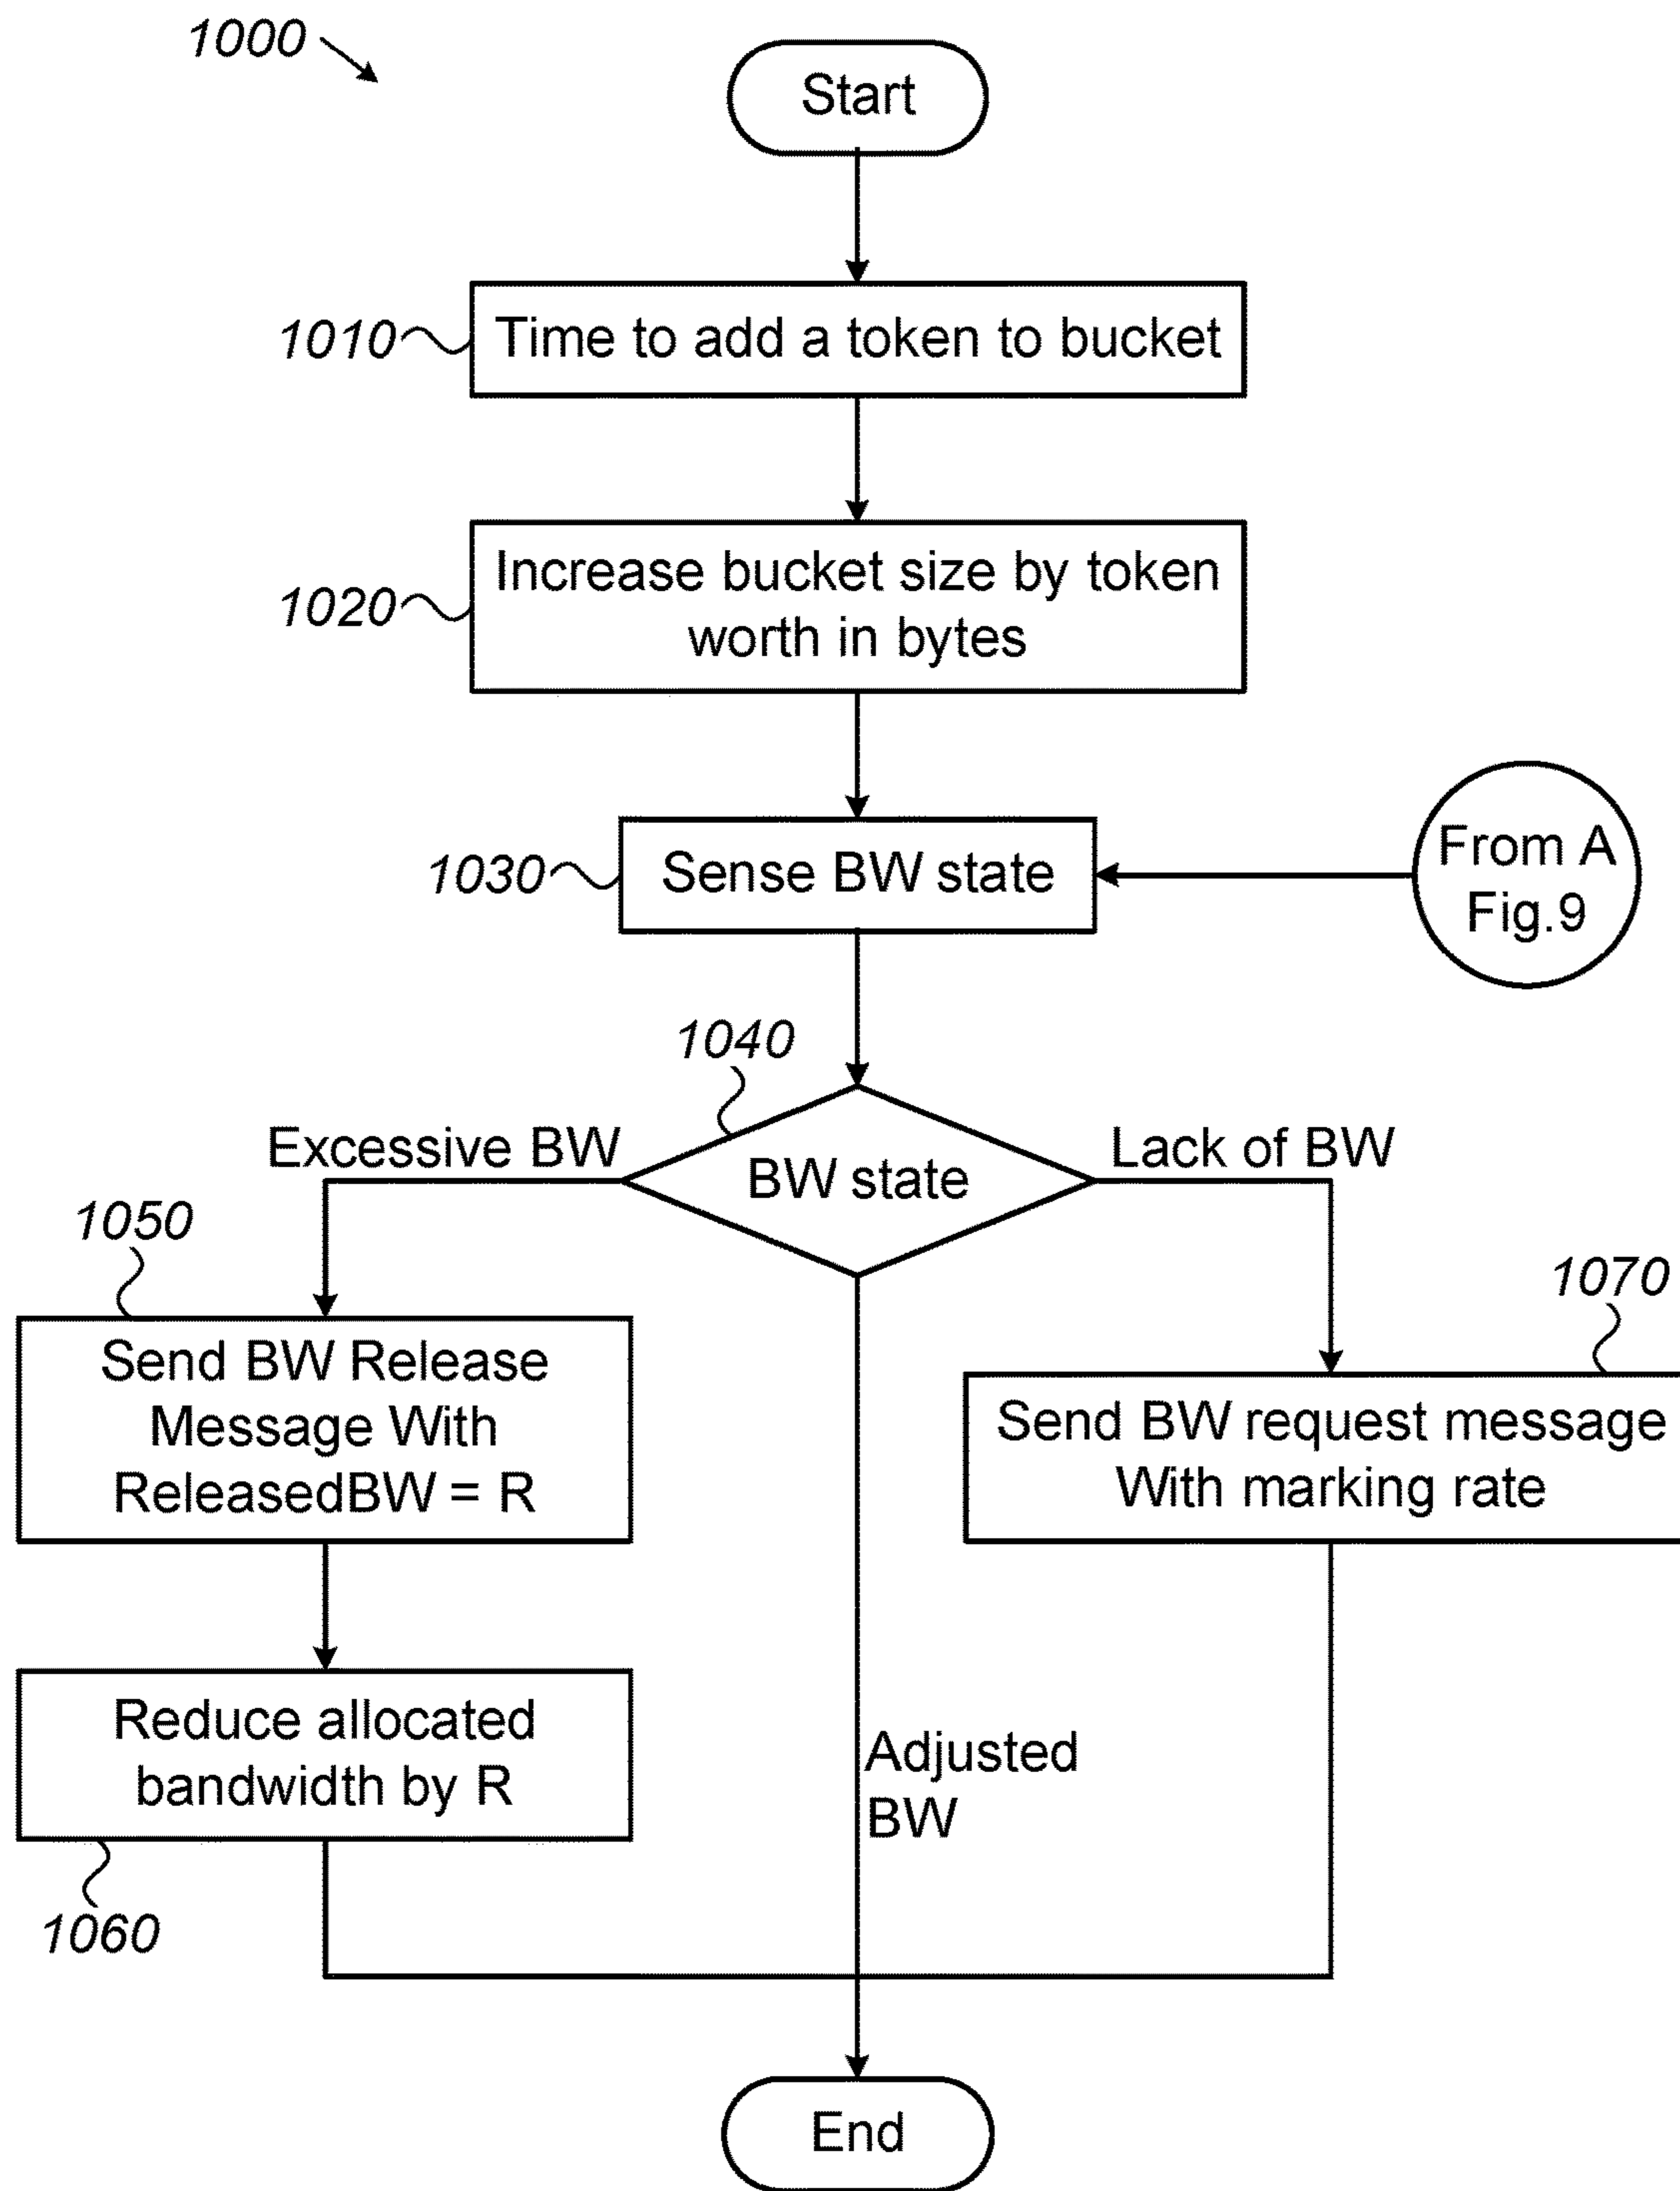 1000
Start
1010
Time to add a token to bucket
1020
Increase bucket size by token
worth in bytes
1030
Sense BW state
From A
Fig.9
1040
Excessive BW
BW state
Lack of BW
1050
Send BW Release
Message With
ReleasedBW = R
1070
Send BW request message
With marking rate
Reduce allocated
bandwidth by R
1060
Adjusted
BW
End